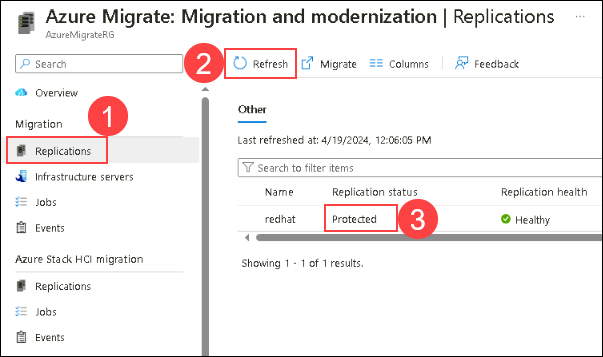 Azure Migrate: Migration and modernization | Replications ...
AzureMigrateRG
Search
Overview
Migration
1
Replications
Infrastructure servers
Jobs
Events
Azure Stack HCI migration
Replications
Jobs
Events
2
Refresh Migrate Columns Feedback
Other
Last refreshed at: 4/19/2024, 12:06:05 PM
Search to filter items
Name Replication status Replication health
redhat Protected 3 Healthy
Showing 1 - 1 of 1 results.